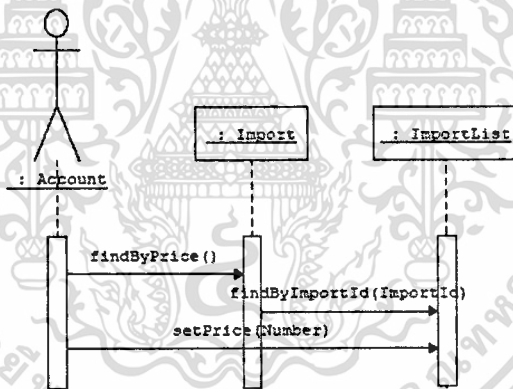 : Import
: ImportList
: Account
findByPrice()
findByImportId(ImportId)
setPrice(Number)